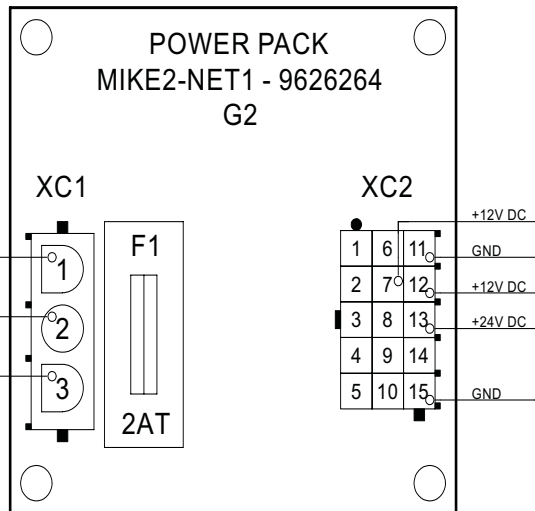 POWER PACK
MIKE2-NET1 - 9626264
G2
XC1
XC2
F1
2AT
1
2
3
1 6 11
2 7 12
3 8 13
4 9 14
5 10 15
+12V DC
GND
+12V DC
+24V DC
GND